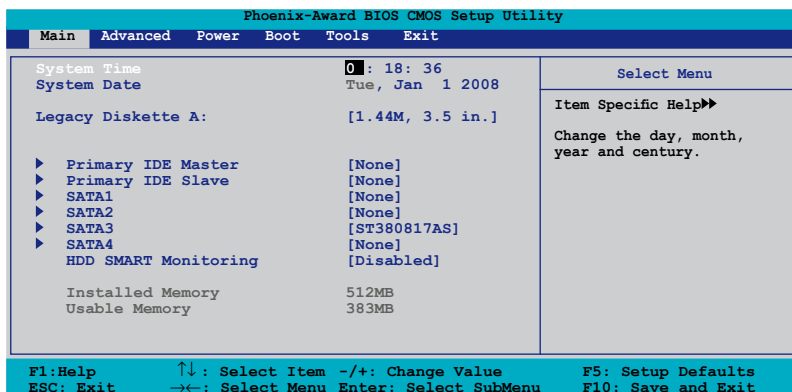 Phoenix-Award BIOS CMOS Setup Utility
Main Advanced Power Boot Tools Exit
System Time 0 : 18: 36
System Date Tue, Jan 1 2008
Legacy Diskette A: [1.44M, 3.5 in.]
Primary IDE Master [None]
Primary IDE Slave [None]
SATA1 [None]
SATA2 [None]
SATA3 [ST380817AS]
SATA4 [None]
HDD SMART Monitoring [Disabled]
Installed Memory 512MB
Usable Memory 383MB
Select Menu
Item Specific Help
Change the day, month,
year and century.
F1:Help ↑↓: Select Item -/+: Change Value F5: Setup Defaults
ESC: Exit →←: Select Menu Enter: Select SubMenu F10: Save and Exit